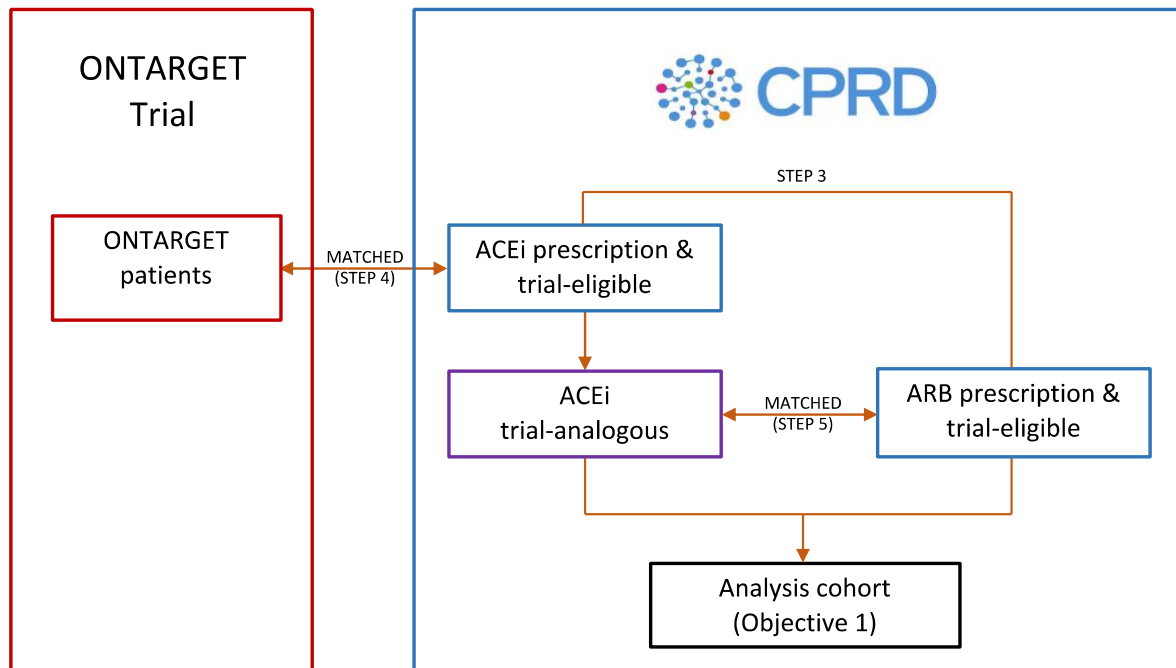 ONTARGET
Trial
CPRD
STEP 3
ONTARGET
patients
MATCHED
(STEP 4)
ACEi prescription &
trial-eligible
ACEi
trial-analogous
MATCHED
(STEP 5)
ARB prescription &
trial-eligible
Analysis cohort
(Objective 1)